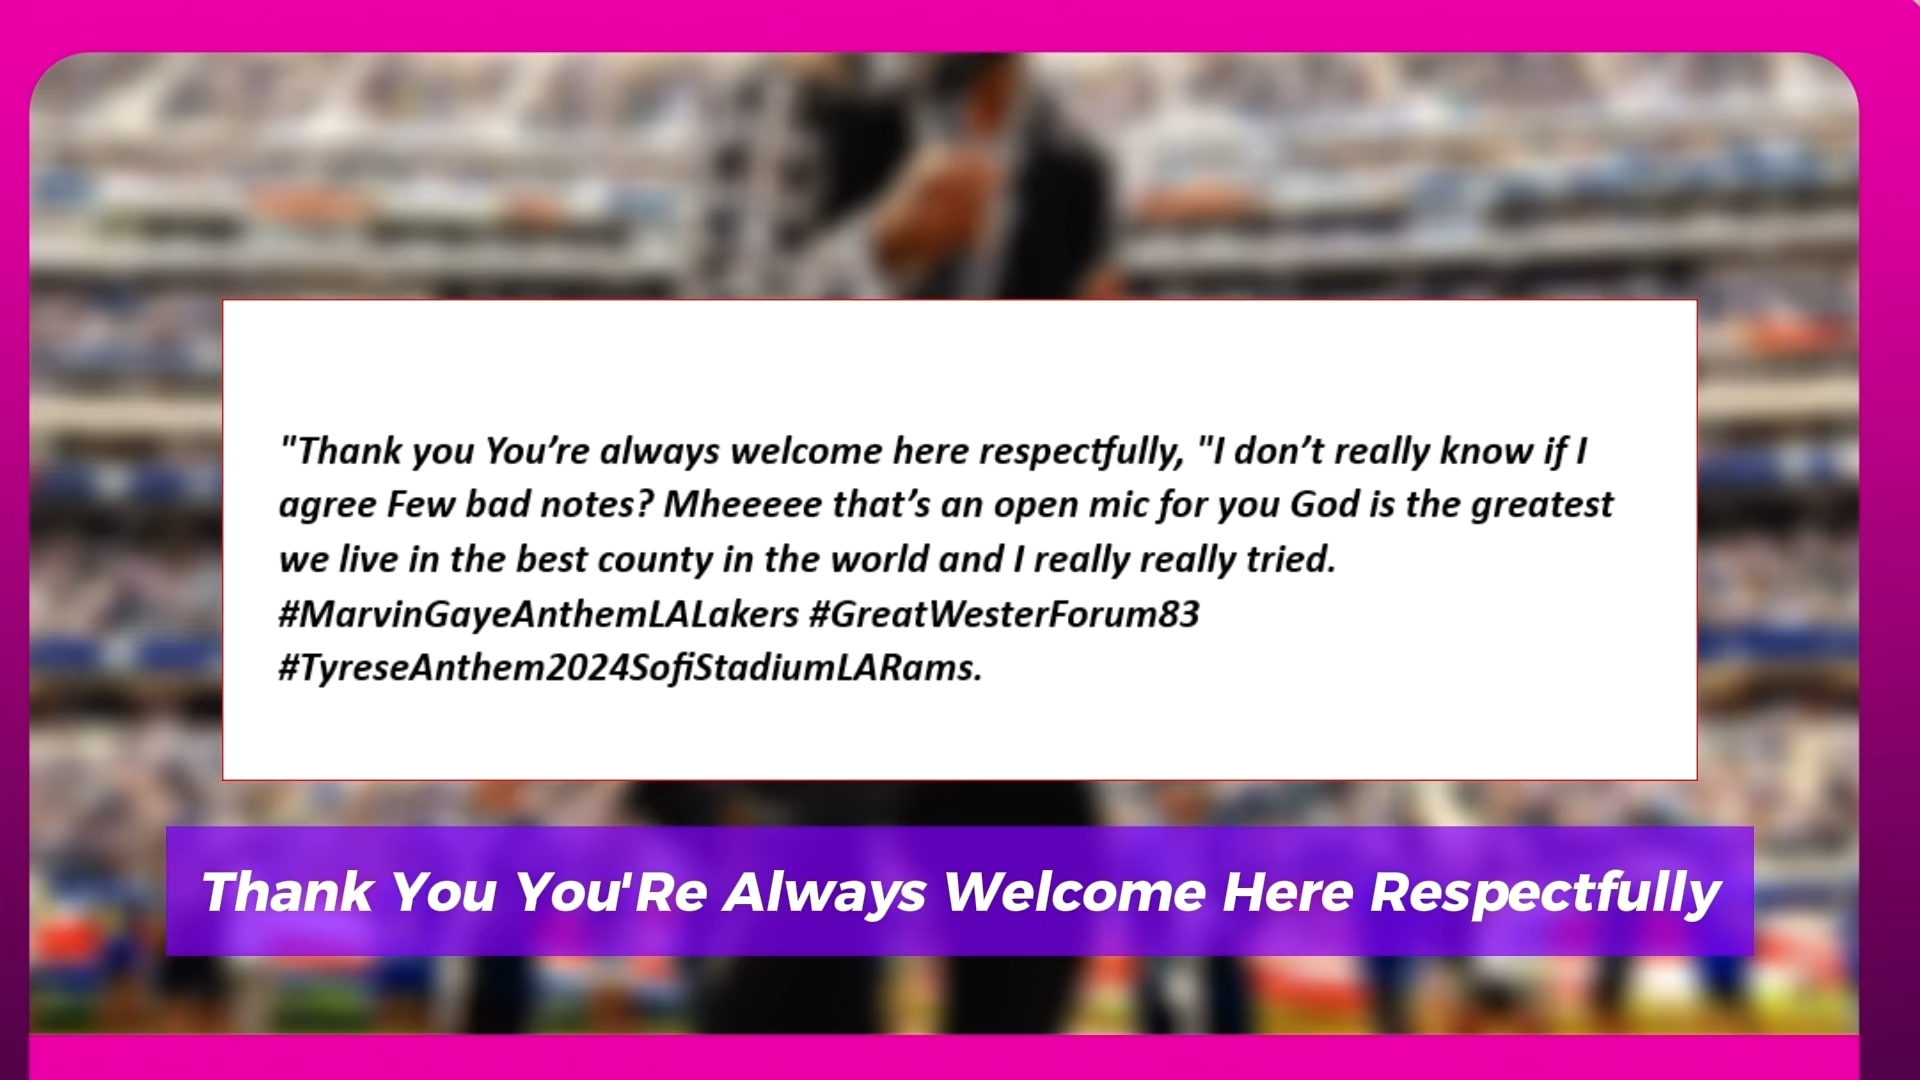 "Thank you You’re always welcome here respectfully, "I don’t really know if I
agree Few bad notes? Mheeeee that’s an open mic for you God is the greatest
we live in the best county in the world and I really really tried.
#MarvinGayeAnthemLALakers #GreatWesterForum83
#TyreseAnthem2024SofiStadiumLARams.
Thank You You'Re Always Welcome Here Respectfully